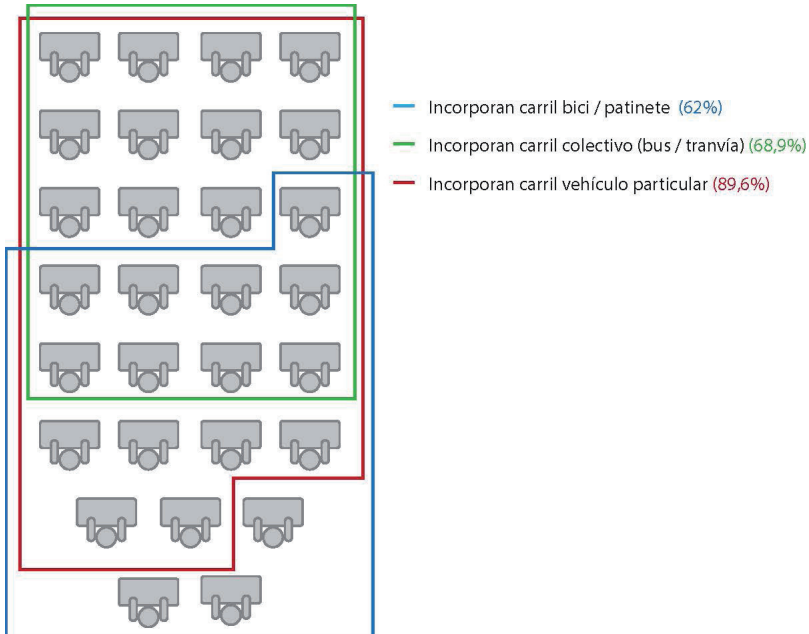 Incorporan carril bici / patinete (62%)
Incorporan carril colectivo (bus / tranvía) (68,9%)
Incorporan carril vehículo particular (89,6%)